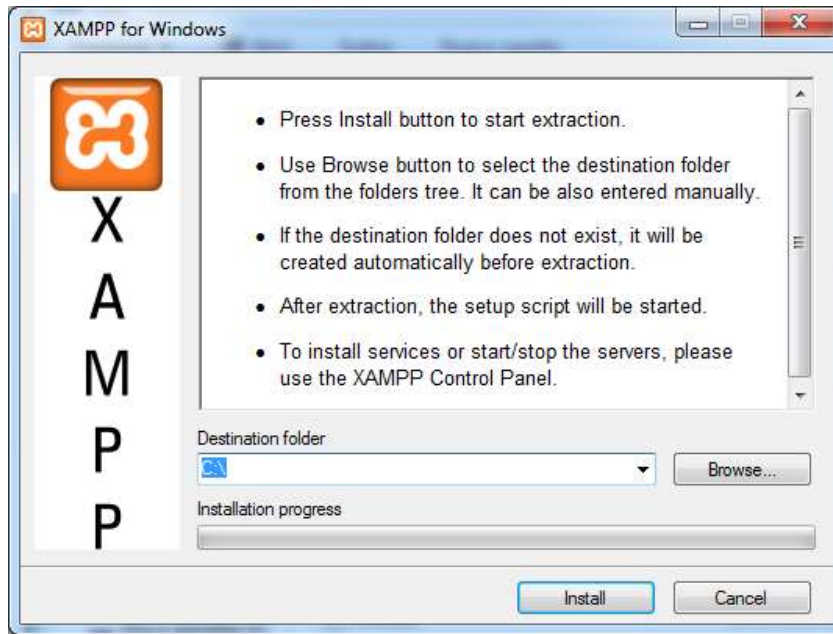 XAMPP for Windows
X
A
M
P
P
• Press Install button to start extraction.
• Use Browse button to select the destination folder
from the folders tree. It can be also entered manually.
• If the destination folder does not exist, it will be
created automatically before extraction.
• After extraction, the setup script will be started.
• To install services or start/stop the servers, please
use the XAMPP Control Panel.
Destination folder
C:\
Browse...
Installation progress
Install
Cancel